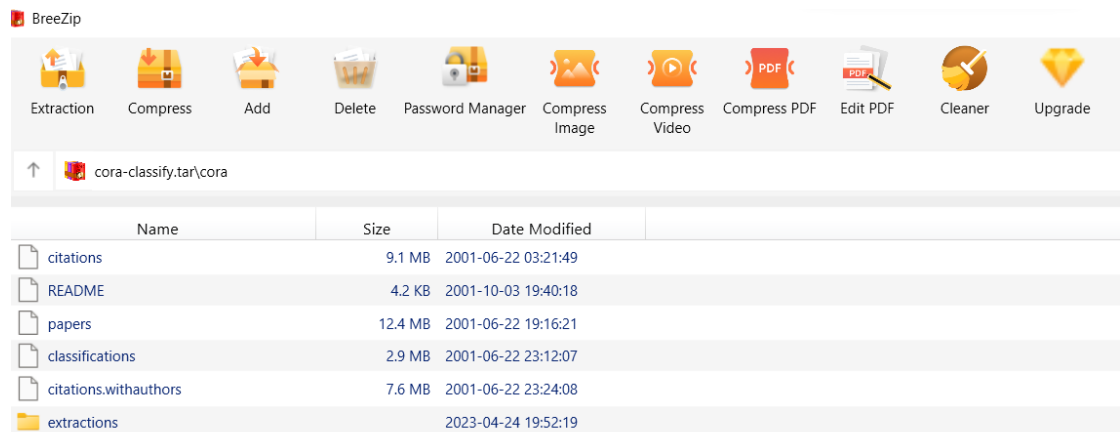 BreeZip
Extraction Compress Add Delete Password Manager Compress Image Compress Video Compress PDF Edit PDF Cleaner Upgrade
PDF
PDF
cora-classify.tar\cora
Name Size Date Modified
citations 9.1 MB 2001-06-22 03:21:49
README 4.2 KB 2001-10-03 19:40:18
papers 12.4 MB 2001-06-22 19:16:21
classifications 2.9 MB 2001-06-22 23:12:07
citations.withauthors 7.6 MB 2001-06-22 23:24:08
extractions 2023-04-24 19:52:19